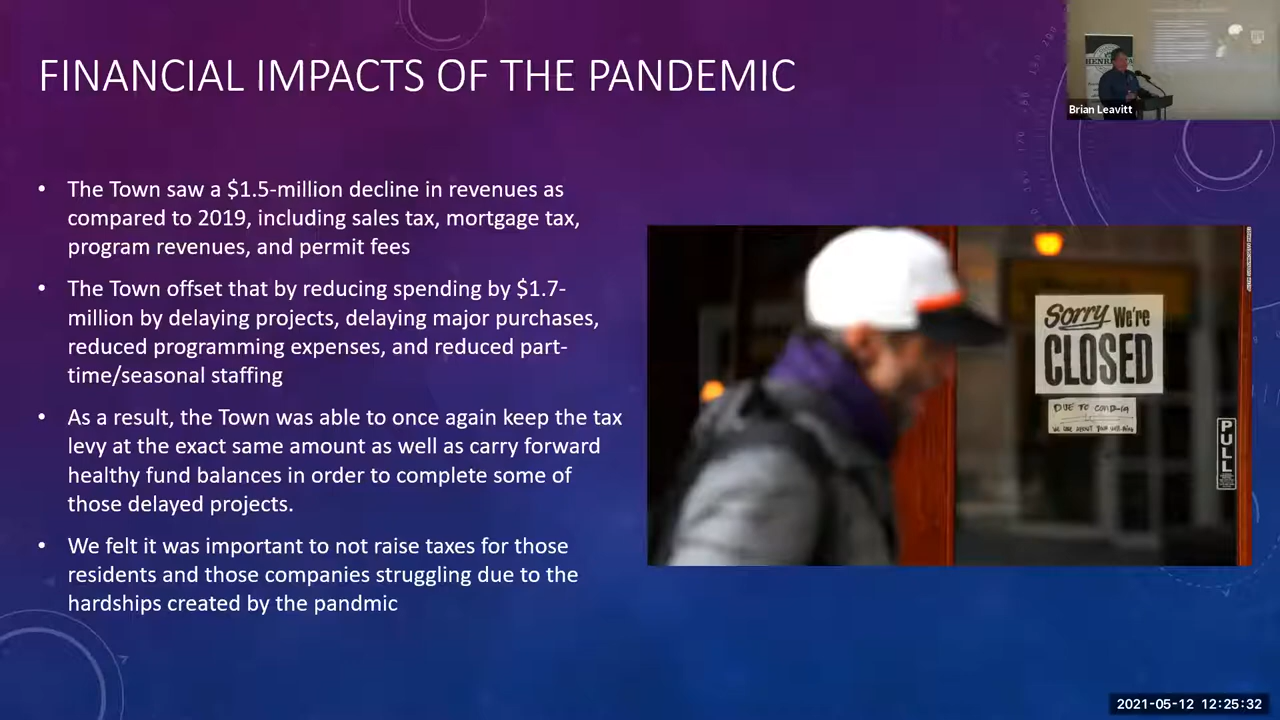 FINANCIAL IMPACTS OF THE PANDEMIC
Brian Leavitt
• The Town saw a $1.5-million decline in revenues as
compared to 2019, including sales tax, mortgage tax,
program revenues, and permit fees
• The Town offset that by reducing spending by $1.7-
million by delaying projects, delaying major purchases,
reduced programming expenses, and reduced part-
time/seasonal staffing
• As a result, the Town was able to once again keep the tax
levy at the exact same amount as well as carry forward
healthy fund balances in order to complete some of
those delayed projects.
• We felt it was important to not raise taxes for those
residents and those companies struggling due to the
hardships created by the pandmic
Sorry We're
CLOSED
DUE TO COVID-19
PULL
2021-05-12 12:25:32